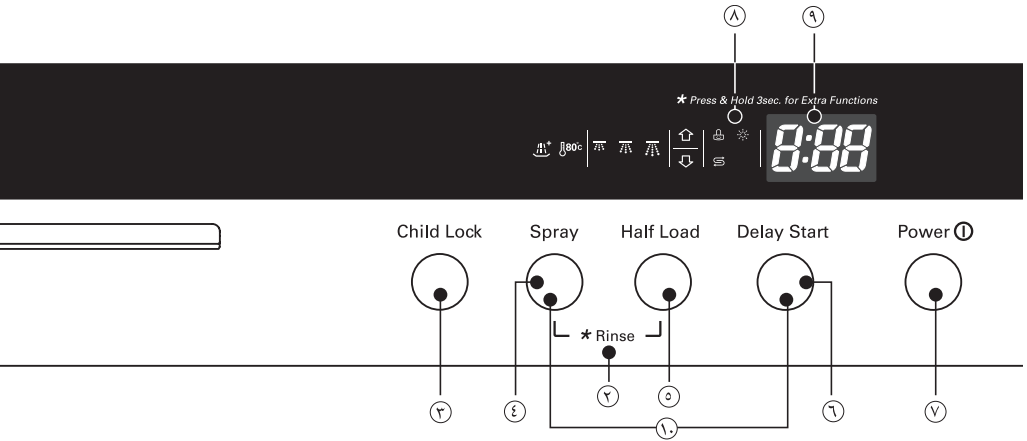 ٨ ٩
* Press & Hold 3sec. for Extra Functions
80°c 8:88
Child Lock Spray Half Load Delay Start Power
* Rinse
٣ ٤ ٢ ٥ ١٠ ٦ ٧